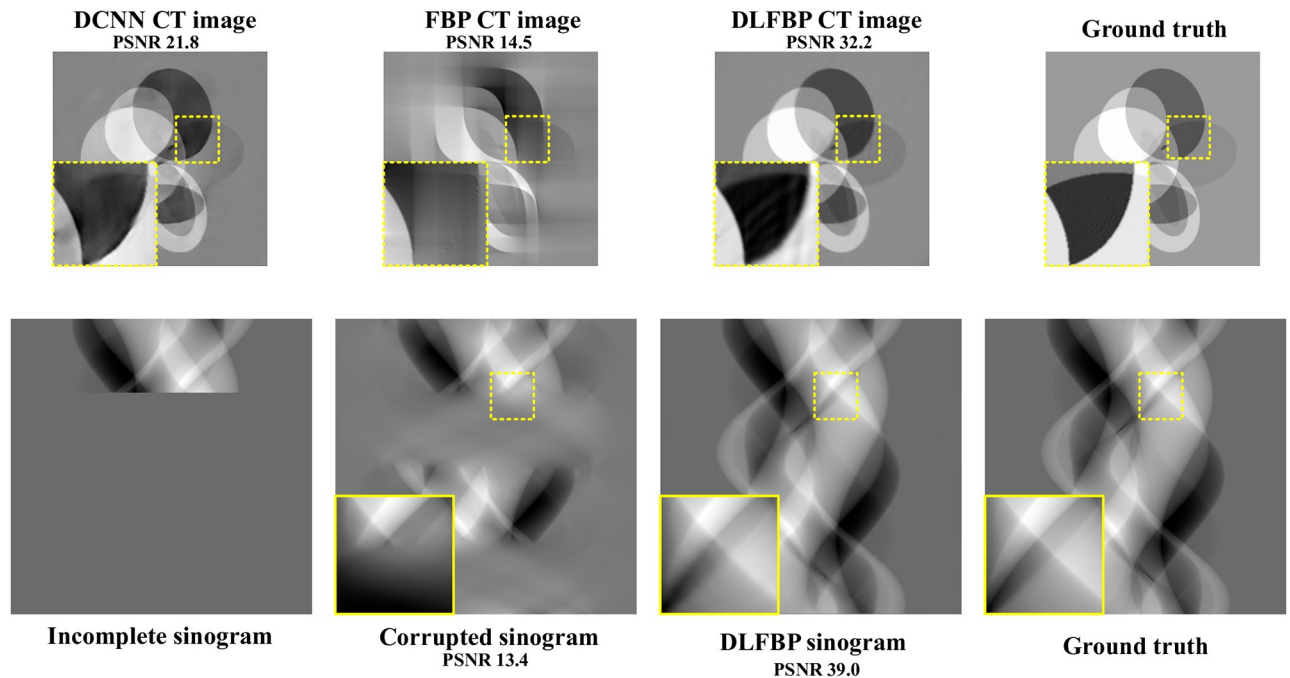 DCNN CT image
PSNR 21.8
FBP CT image
PSNR 14.5
DLFBP CT image
PSNR 32.2
Ground truth
Incomplete sinogram
Corrupted sinogram
PSNR 13.4
DLFBP sinogram
PSNR 39.0
Ground truth